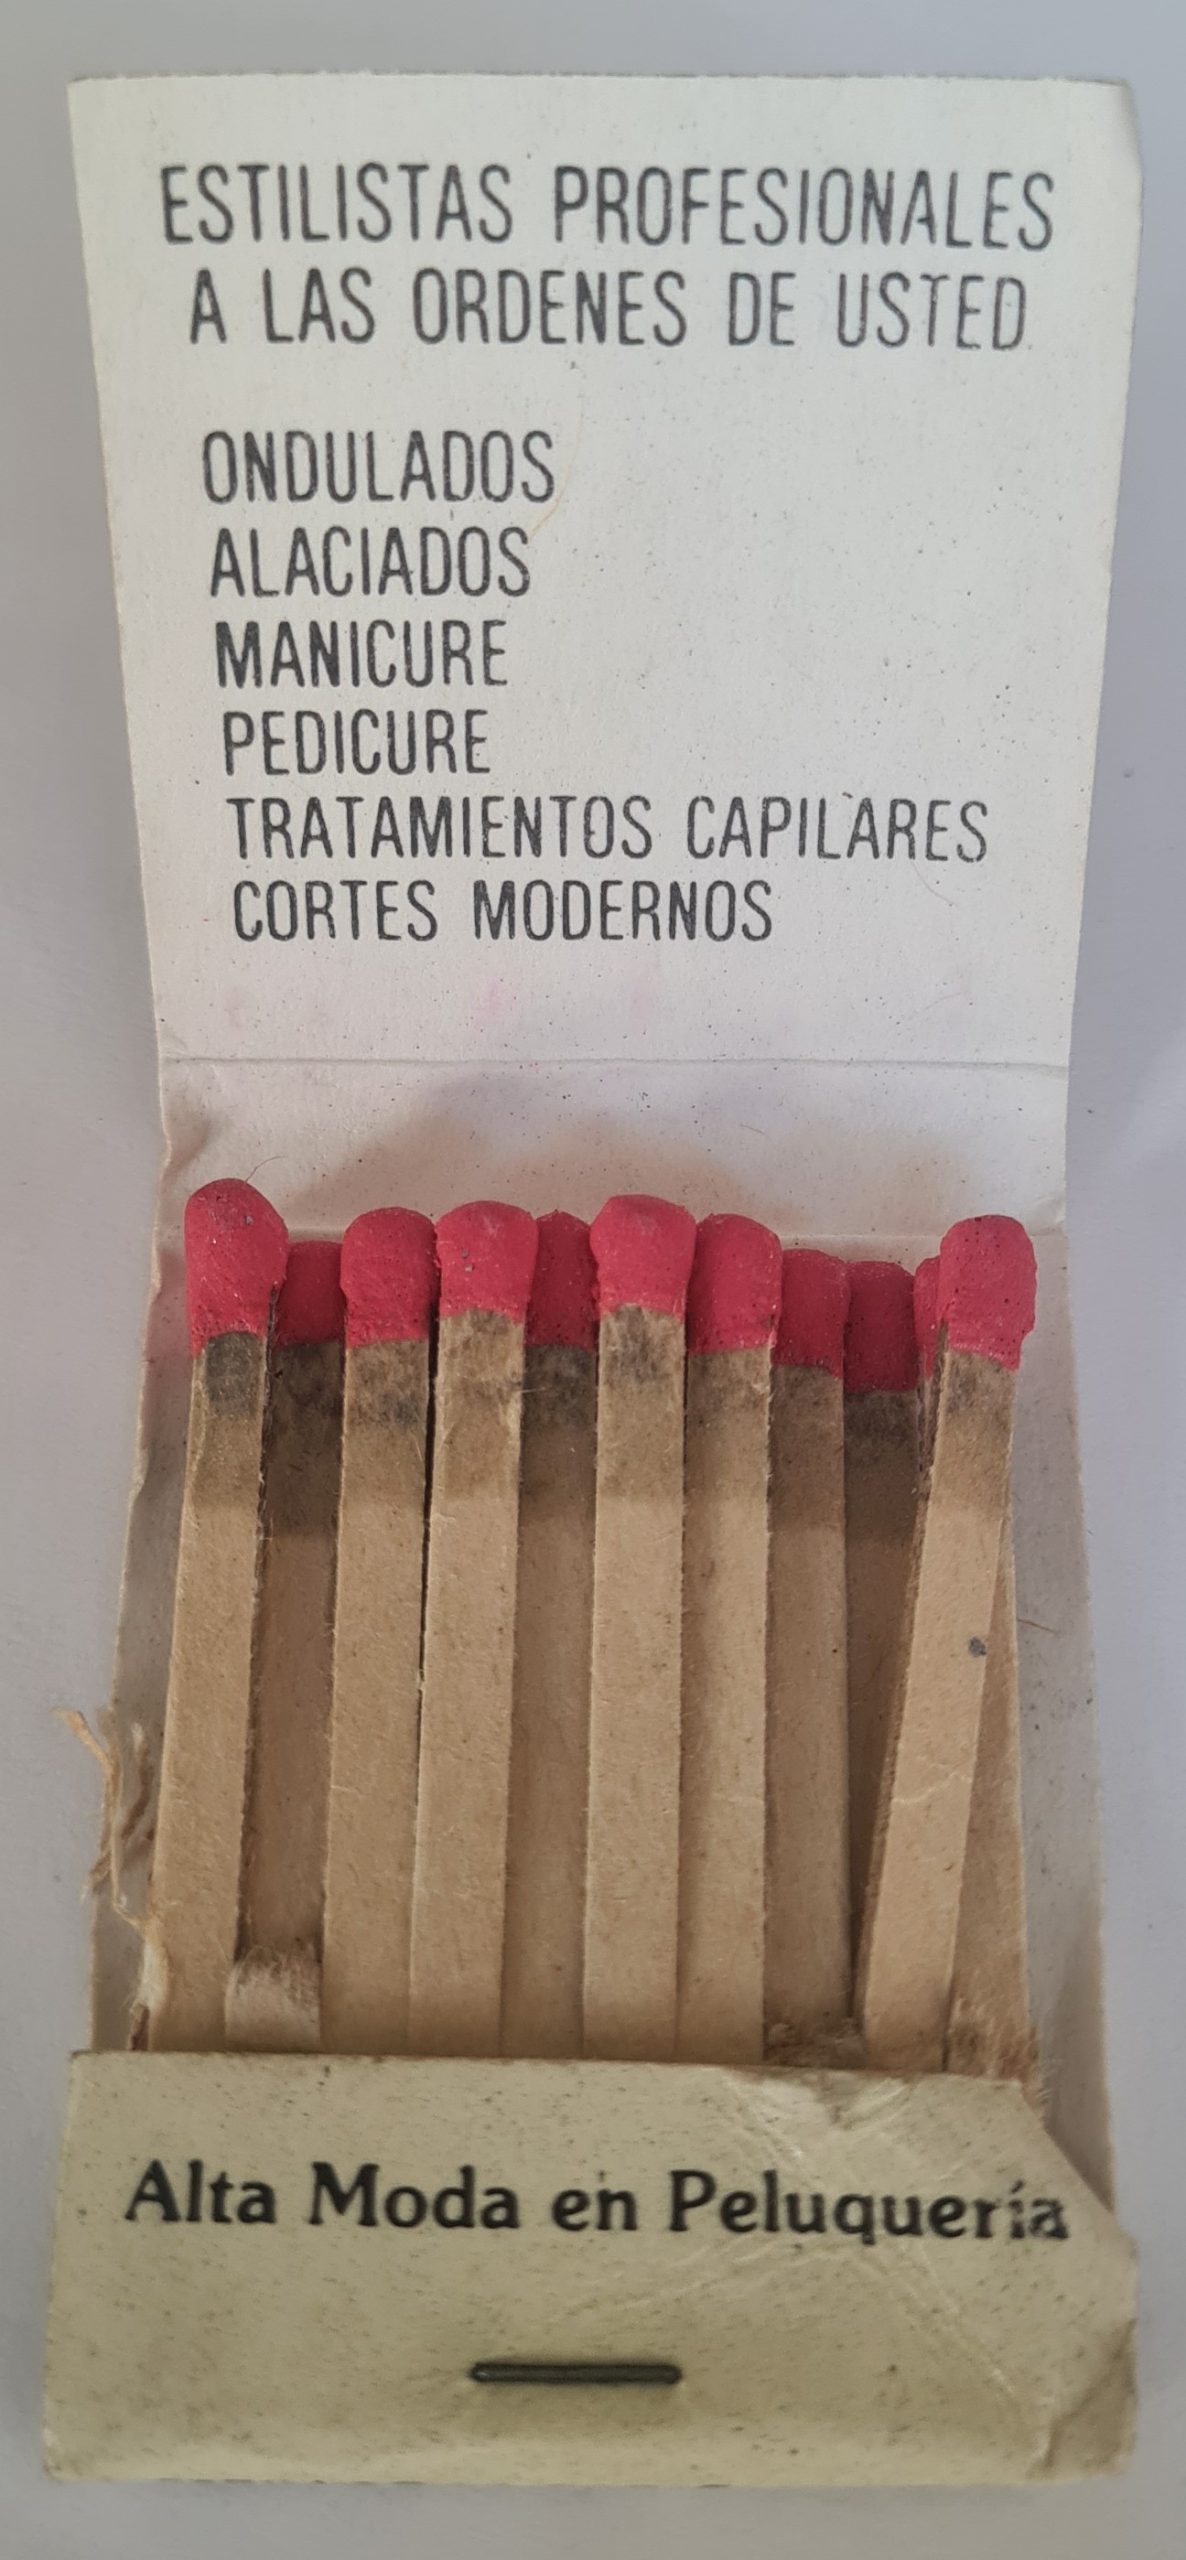 ESTILISTAS PROFESIONALES
A LAS ORDENES DE USTED
ONDULADOS
ALACIADOS
MANICURE
PEDICURE
TRATAMIENTOS CAPILARES
CORTES MODERNOS
Alta Moda en Peluquería